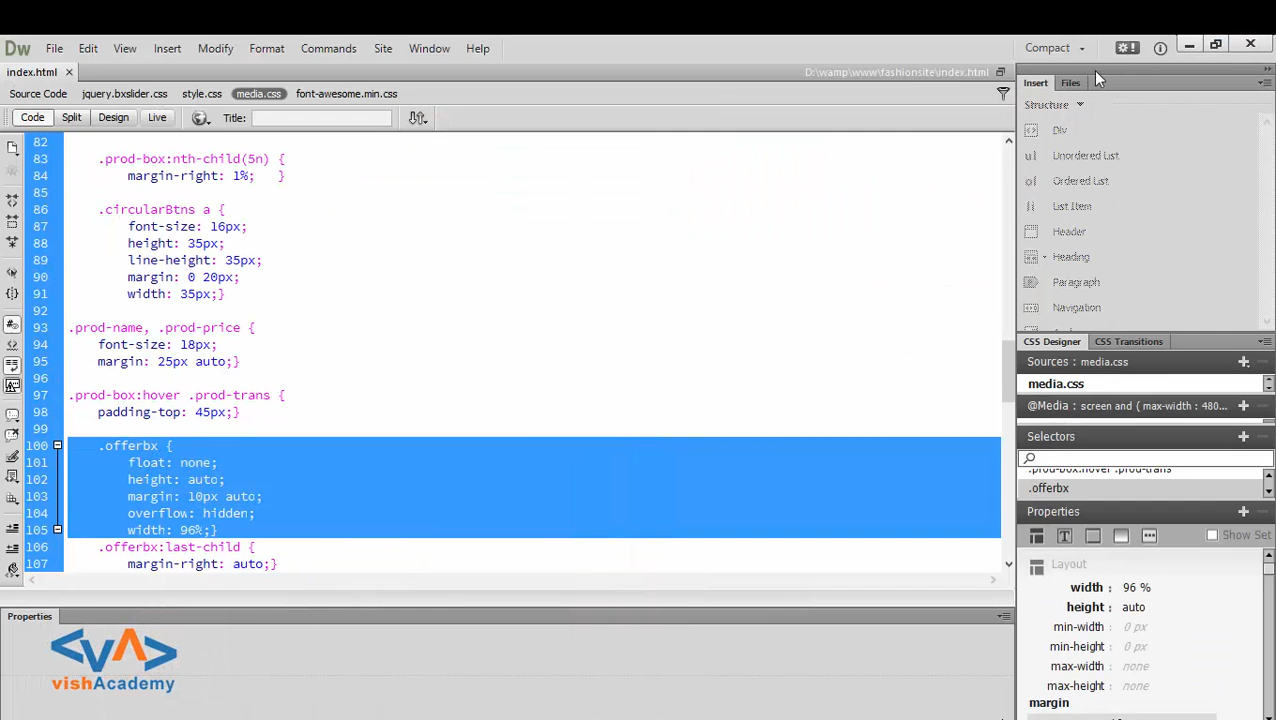 Dw File Edit View Insert Modify Format Commands Site Window Help Compact
index.html D:\wamp\www\fashionsite\index.html
Source Code jquery.bxslider.css style.css media.css font-awesome.min.css
Code Split Design Live Title:
82
83 .prod-box:nth-child(5n) {
84 margin-right: 1%; }
85
86 .circularBtns a {
87 font-size: 16px;
88 height: 35px;
89 line-height: 35px;
90 margin: 0 20px;
91 width: 35px;}
92
93 .prod-name, .prod-price {
94 font-size: 18px;
95 margin: 25px auto;}
96
97 .prod-box:hover .prod-trans {
98 padding-top: 45px;}
99
100 .offerbx {
101 float: none;
102 height: auto;
103 margin: 10px auto;
104 overflow: hidden;
105 width: 96%;}
106 .offerbx:last-child {
107 margin-right: auto;}
Insert Files
Structure
Div
ul Unordered List
ol Ordered List
li List Item
Header
Heading
Paragraph
Navigation
CSS Designer CSS Transitions
Sources : media.css
media.css
@Media : screen and ( max-width : 480...
Selectors
.prod-box:hover .prod-trans
.offerbx
Properties
Show Set
Layout
width : 96 %
height : auto
min-width : 0 px
min-height : 0 px
max-width : none
max-height : none
margin
Properties
<VA>
vishAcademy